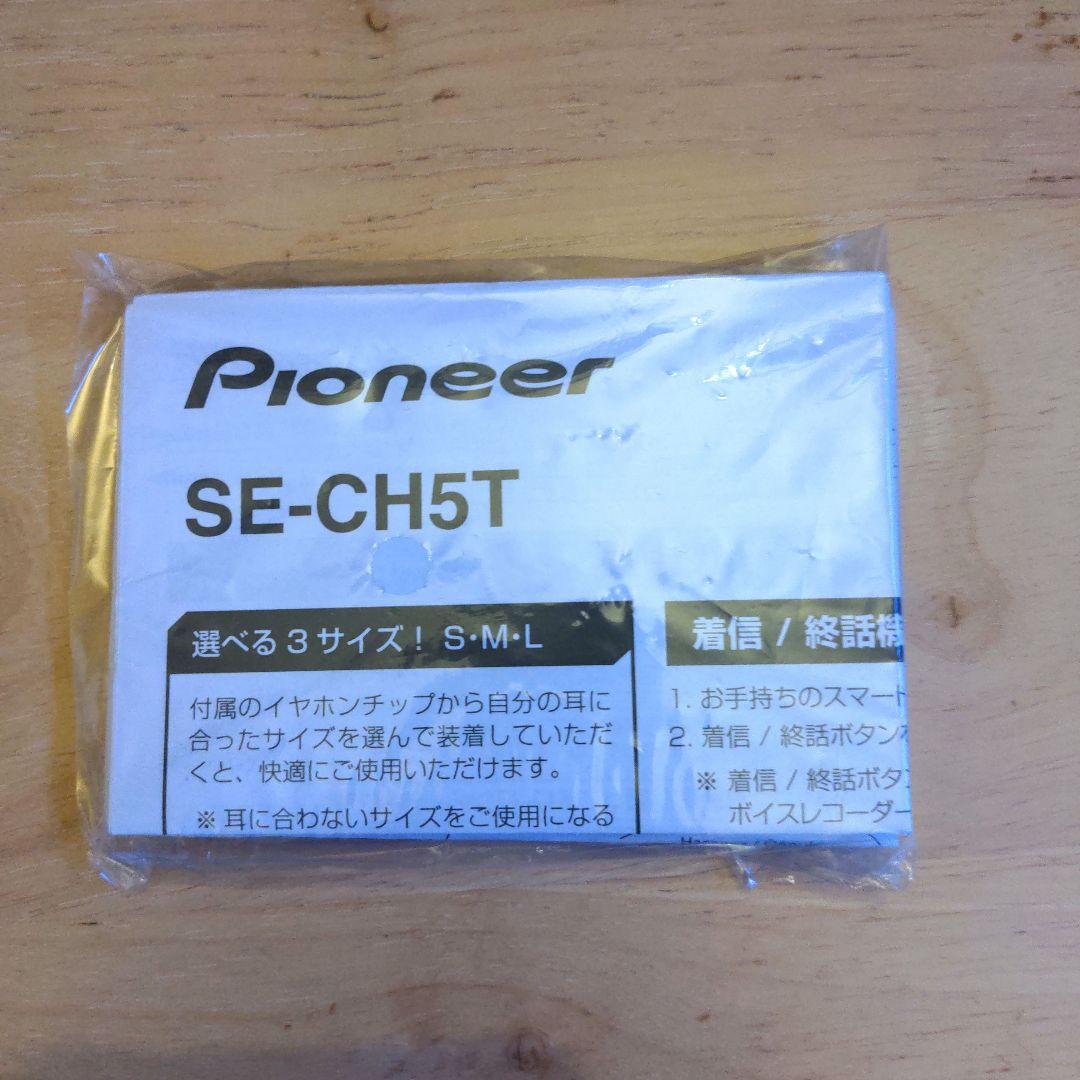 Pioneer
SE-CH5T
選べる3サイズ! S・M・L
付属のイヤホンチップから自分の耳に
合ったサイズを選んで装着していただ
くと、快適にご使用いただけます。
※ 耳に合わないサイズをご使用になる
着信 / 終話機
1. お手持ちのスマート
2. 着信 / 終話ボタン
※ 着信 / 終話ボタン
ボイスレコーダー